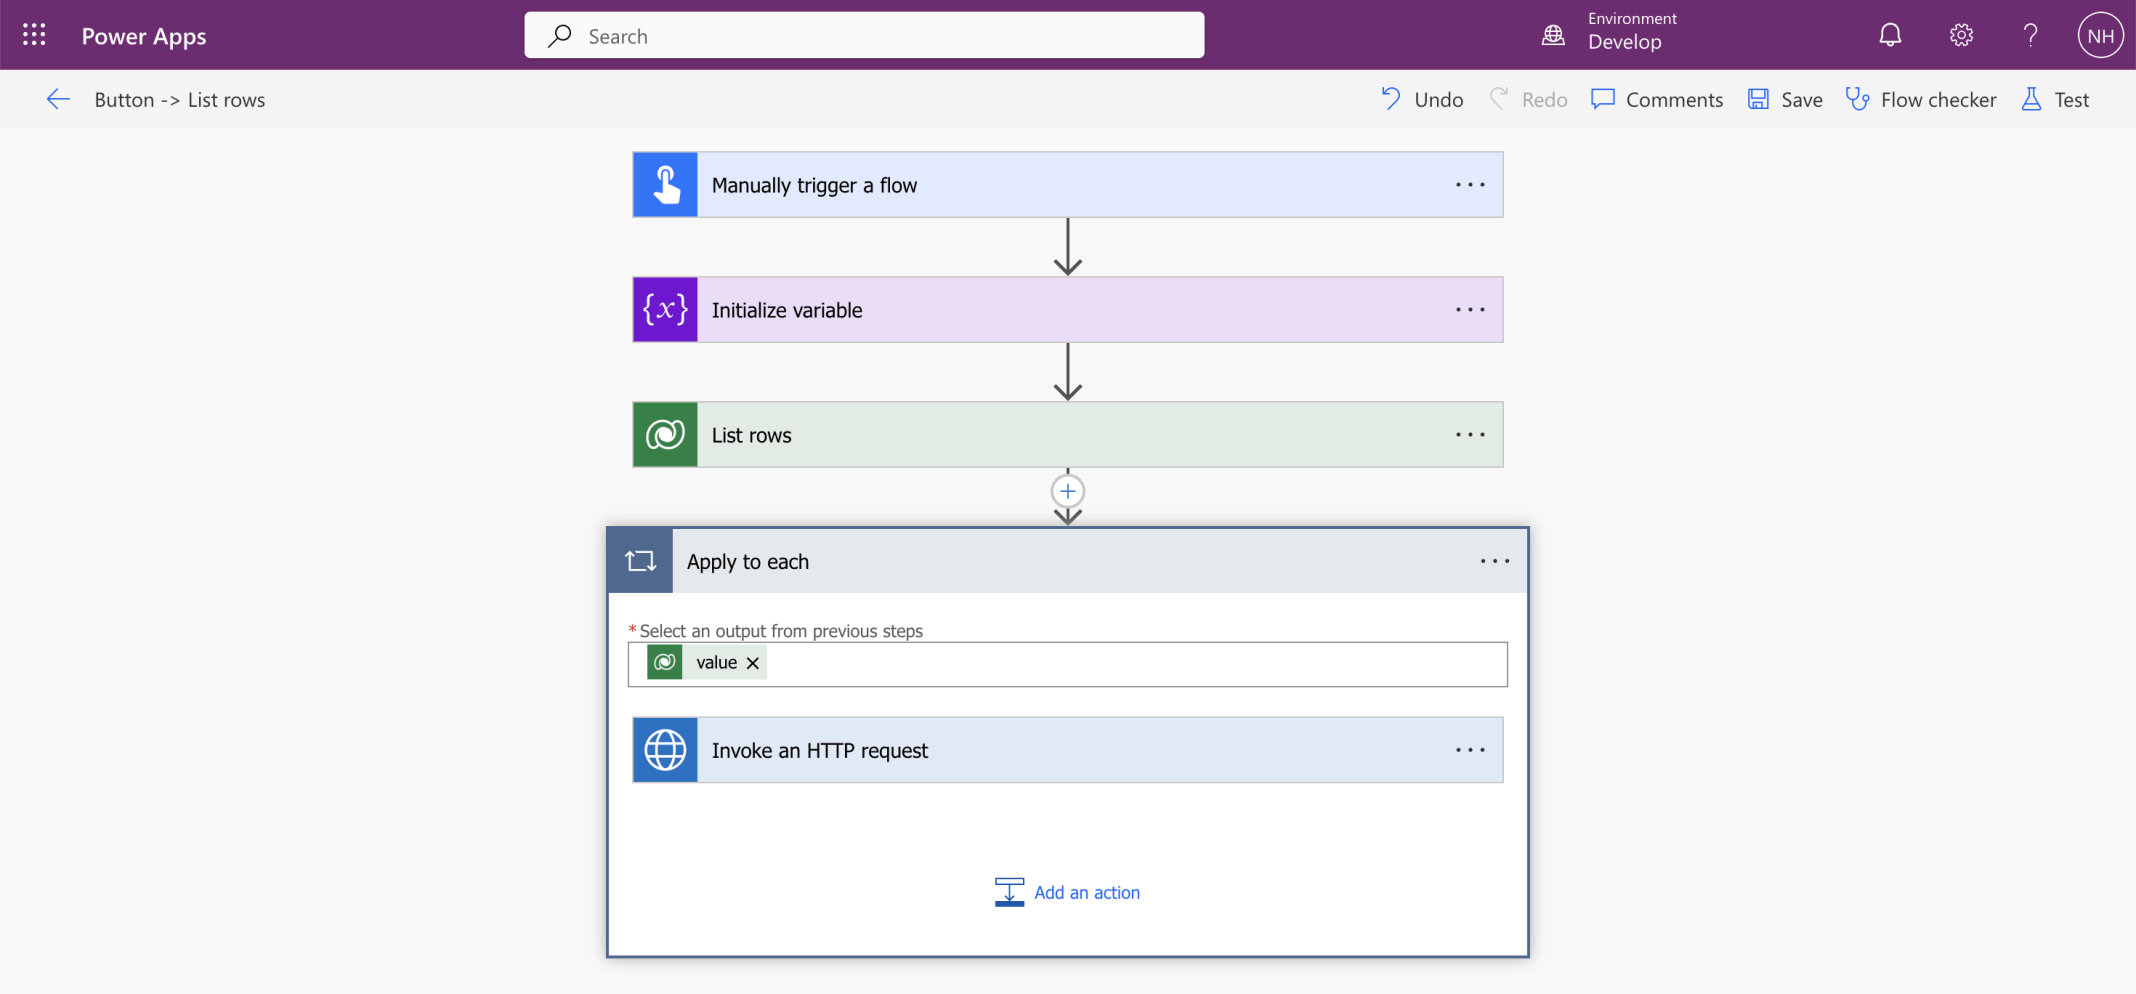 Power Apps
Search
Environment
Develop
NH
Button -> List rows
Undo
Redo
Comments
Save
Flow checker
Test
Manually trigger a flow
{x} Initialize variable
List rows
Apply to each
* Select an output from previous steps
value
Invoke an HTTP request
Add an action